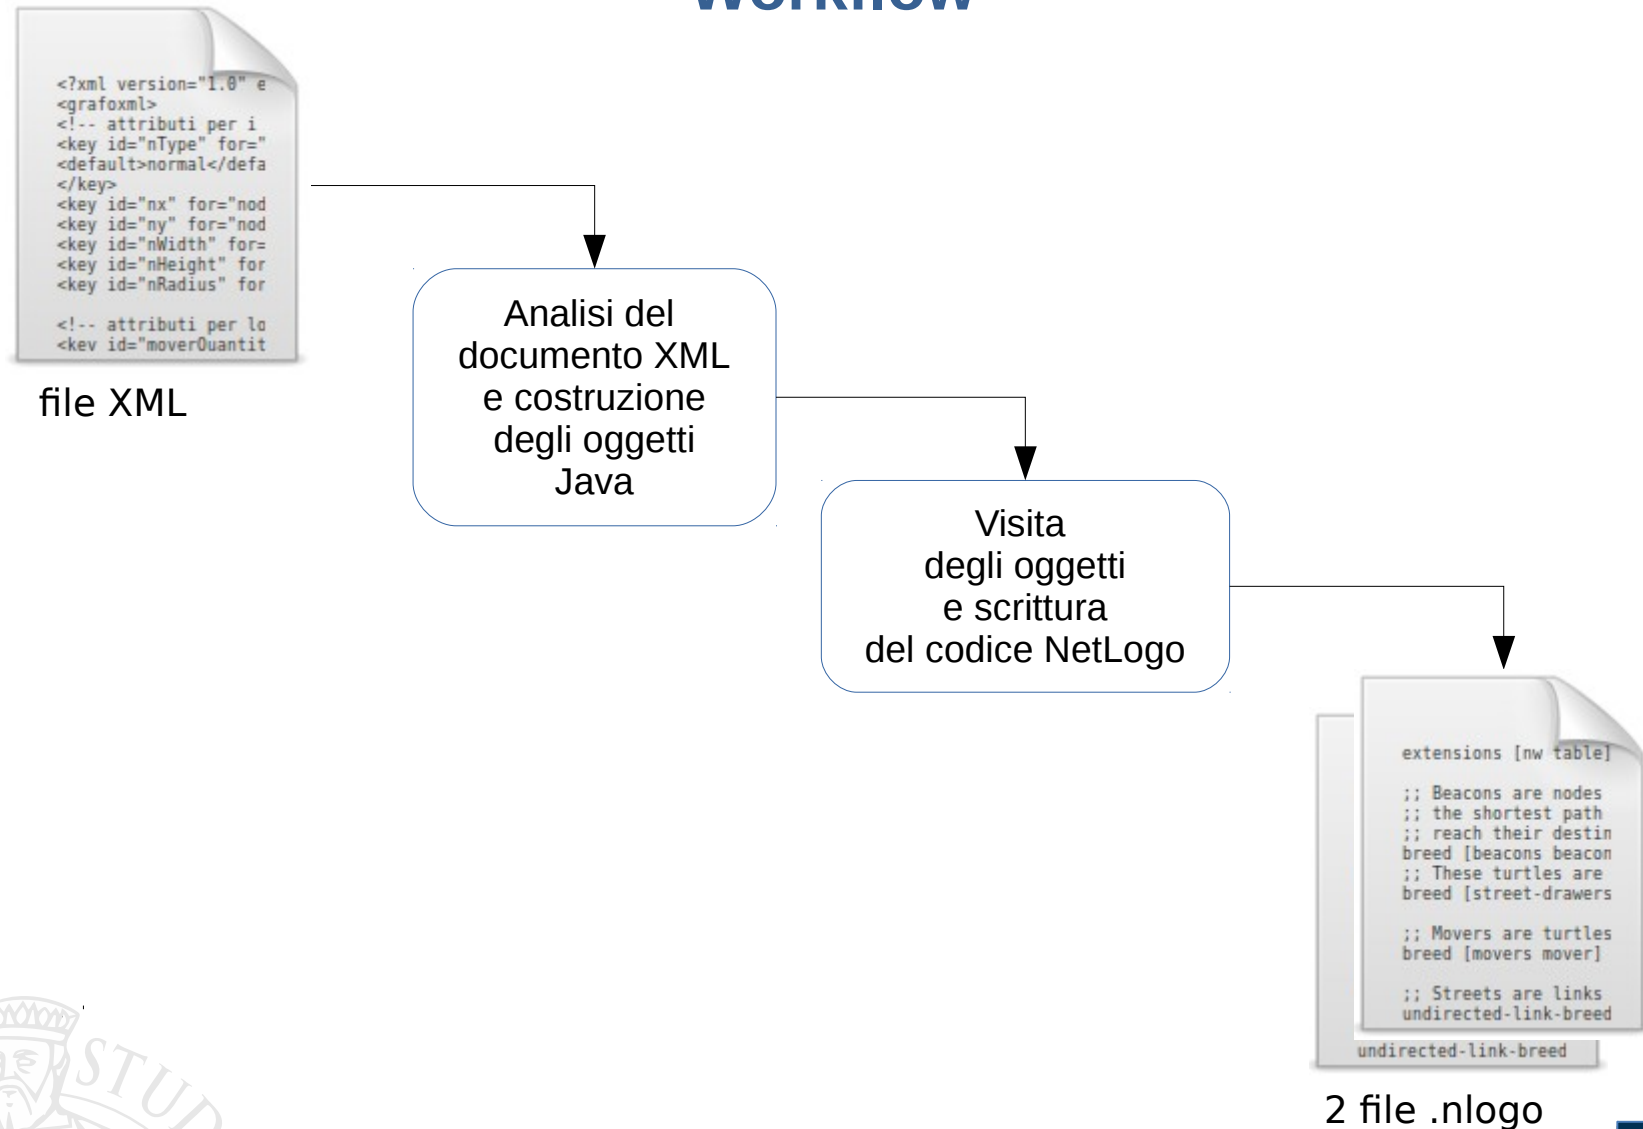 Workflow
<?xml version="1.0" e
<grafoxml>
<!-- attributi per i
<key id="nType" for="
<default>normal</defa
</key>
<key id="nx" for="nod
<key id="ny" for="nod
<key id="nWidth" for=
<key id="nHeight" for
<key id="nRadius" for
<!-- attributi per lo
<key id="moverQuantit
file XML
Analisi del
documento XML
e costruzione
degli oggetti
Java
Visita
degli oggetti
e scrittura
del codice NetLogo
extensions [nw table]
;; Beacons are nodes
;; the shortest path
;; reach their destin
breed [beacons beacon
;; These turtles are
breed [street-drawers
;; Movers are turtles
breed [movers mover]
;; Streets are links
undirected-link-breed
undirected-link-breed
2 file .nlogo
STUD